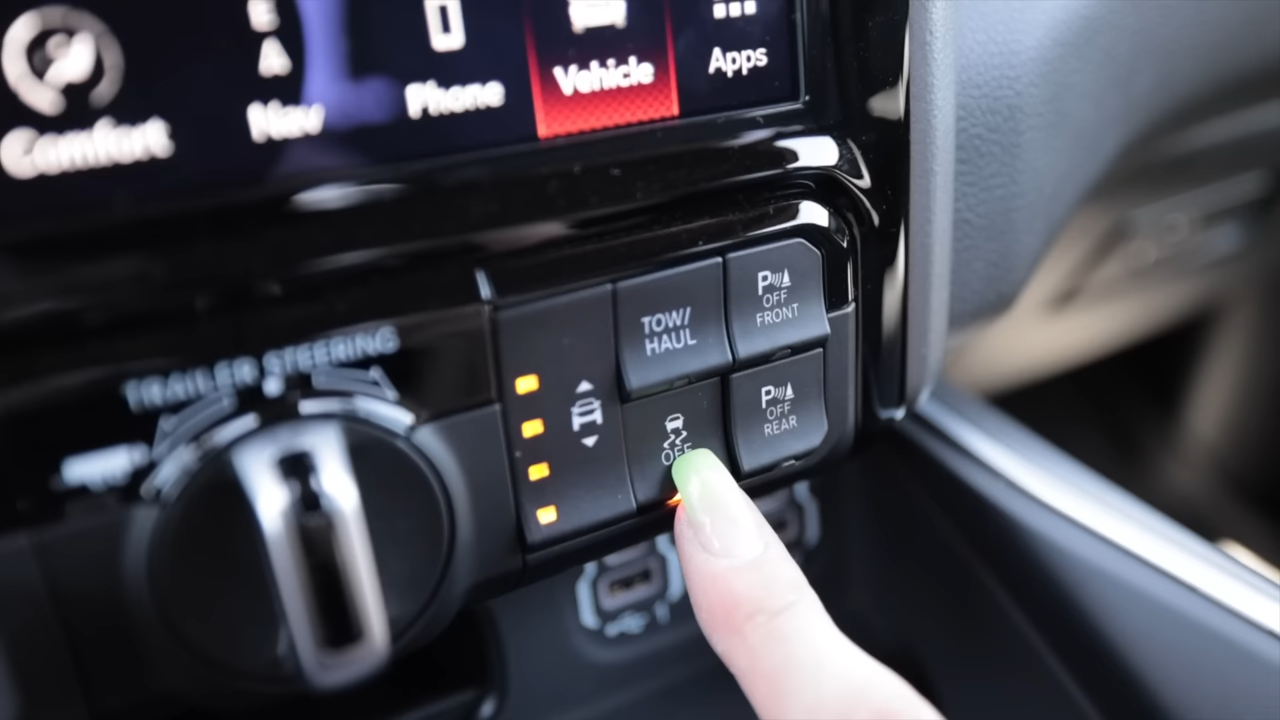 Comfort
Nav
Phone
Vehicle
Apps
TRAILER STEERING
TOW/
HAUL
P
OFF
FRONT
OFF
P
OFF
REAR